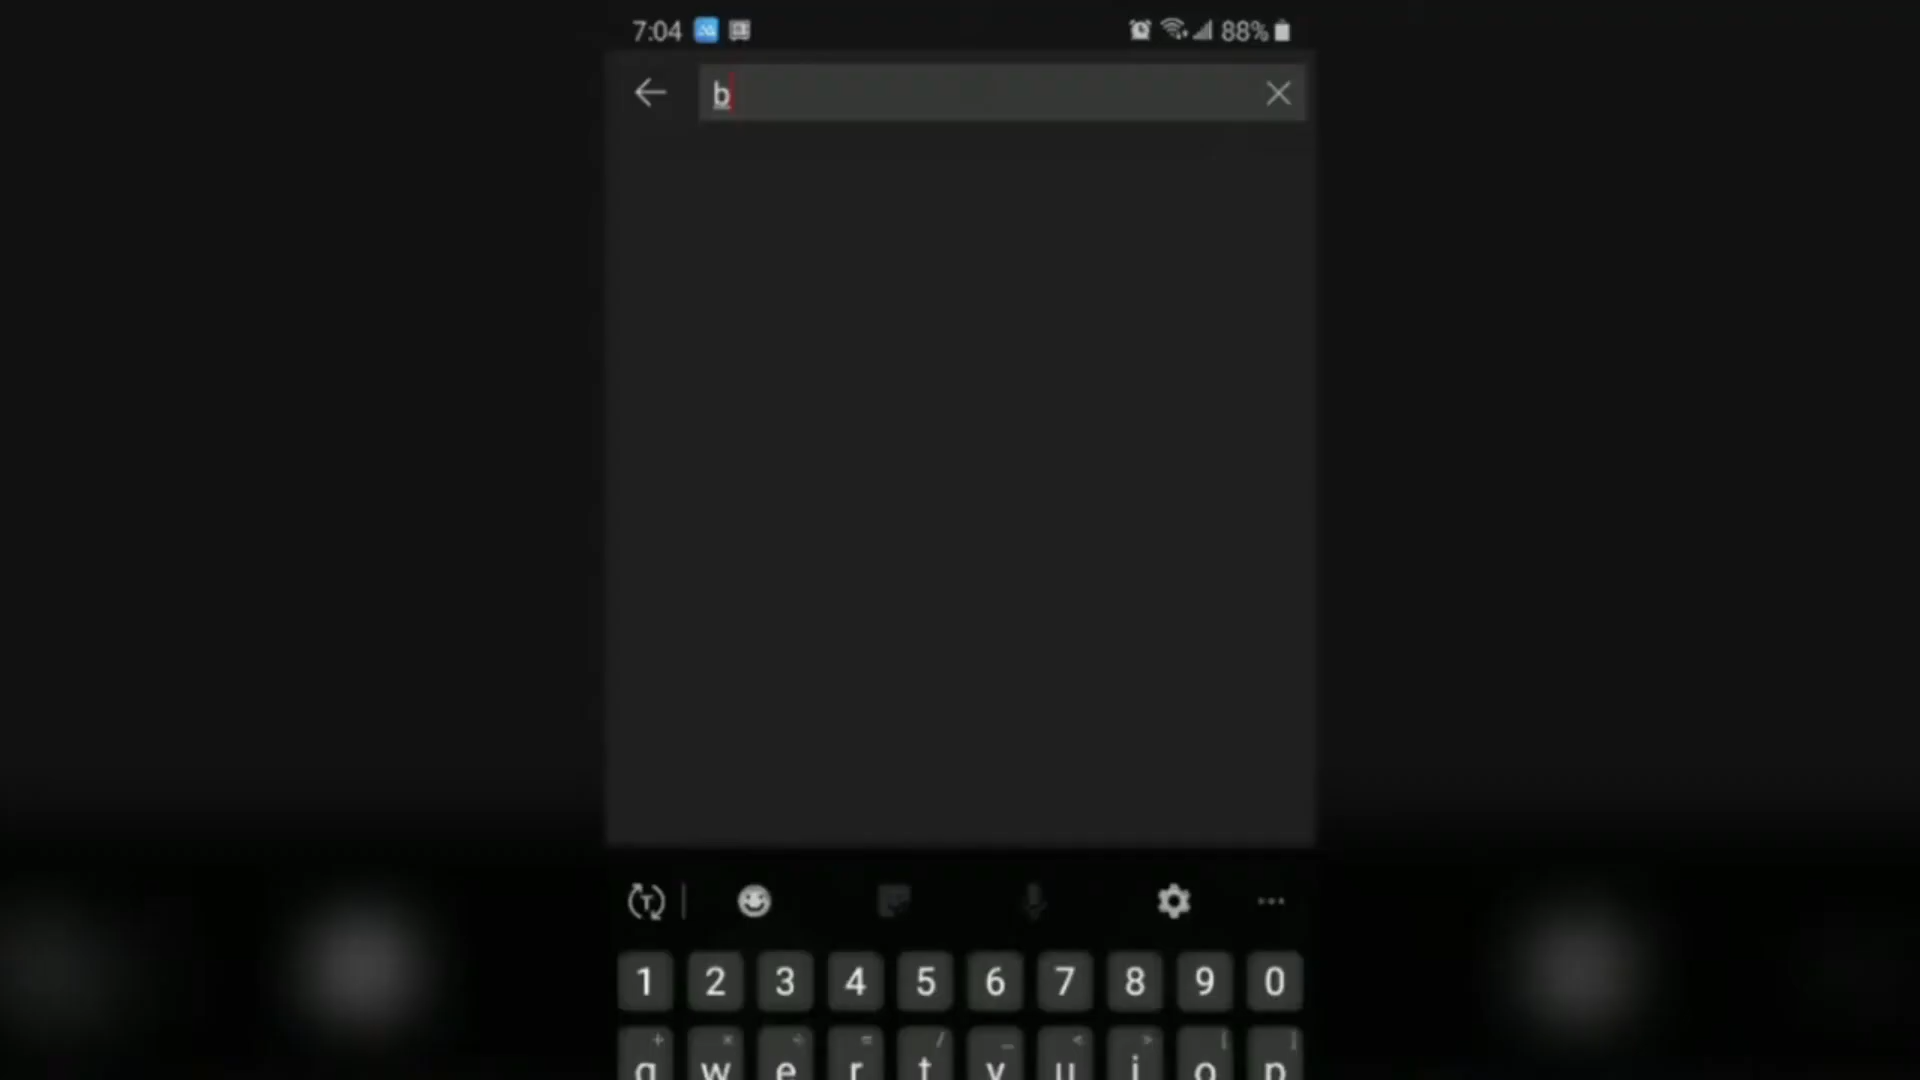 7:04 88%
b
T
1 2 3 4 5 6 7 8 9 0
+ × ÷ = / _ < > [ ]
q w e r t y u i o p